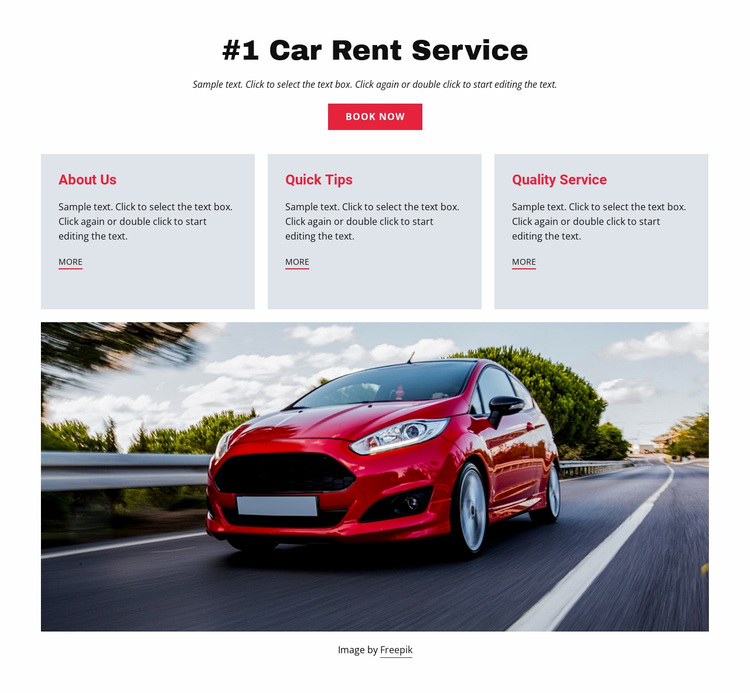 #1 Car Rent Service
Sample text. Click to select the text box. Click again or double click to start editing the text.
BOOK NOW
About Us
Sample text. Click to select the text box.
Click again or double click to start
editing the text.
MORE
Quick Tips
Sample text. Click to select the text box.
Click again or double click to start
editing the text.
MORE
Quality Service
Sample text. Click to select the text box.
Click again or double click to start
editing the text.
MORE
Image by Freepik